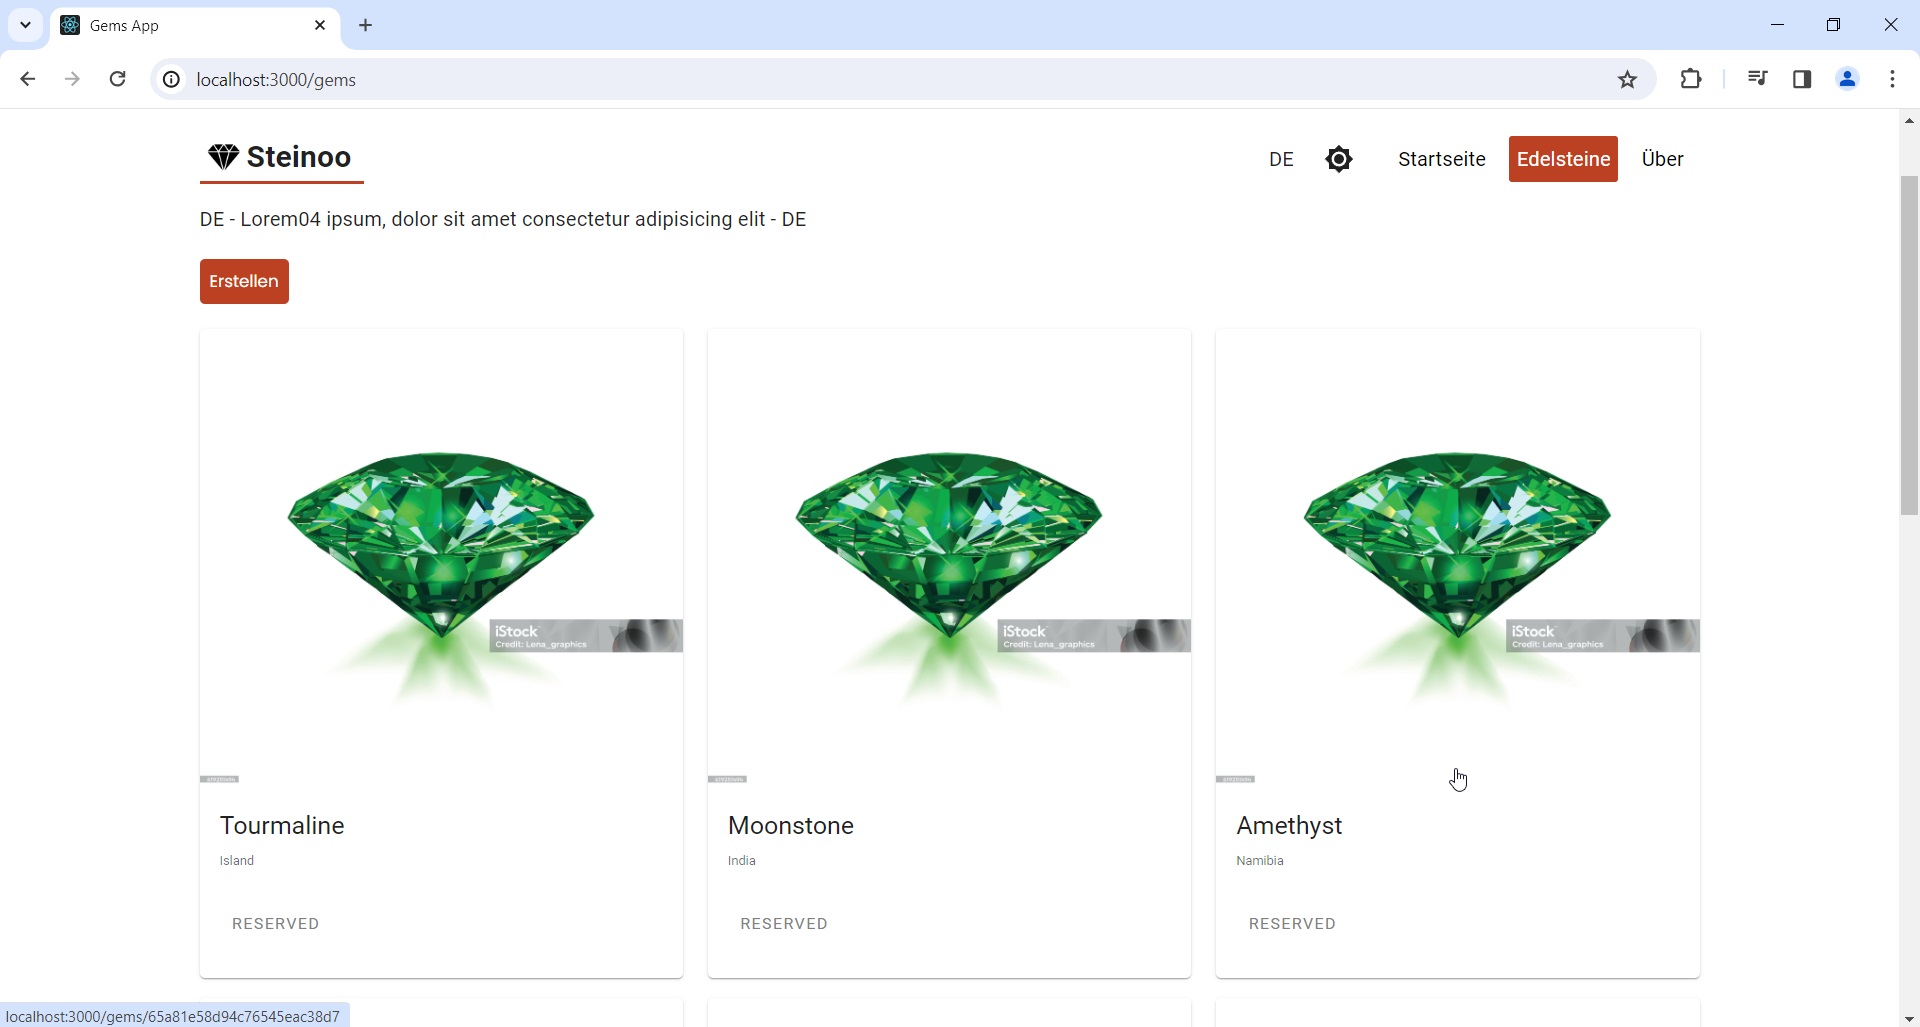 Gems App
localhost:3000/gems
Steinoo
DE
Startseite
Edelsteine
Über
DE - Lorem04 ipsum, dolor sit amet consectetur adipisicing elit - DE
Erstellen
iStock
Credit: Lena_graphics
iStock
Credit: Lena_graphics
iStock
Credit: Lena_graphics
Tourmaline
Moonstone
Amethyst
Island
India
Namibia
RESERVED
RESERVED
RESERVED
localhost:3000/gems/65a81e58d94c76545eac38d7